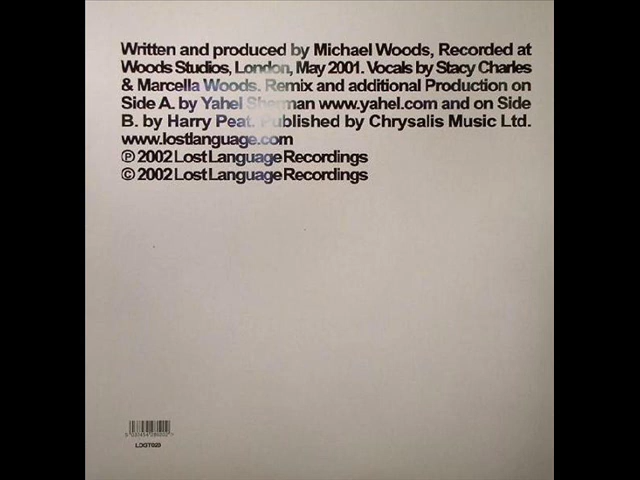 Written and produced by Michael Woods, Recorded at
Woods Studios, London, May 2001. Vocals by Stacy Charles
& Marcella Woods. Remix and additional Production on
Side A. by Yahel Sherman www.yahel.com and on Side
B. by Harry Peat. Published by Chrysalis Music Ltd.
www.lostlanguage.com
℗ 2002 Lost Language Recordings
© 2002 Lost Language Recordings